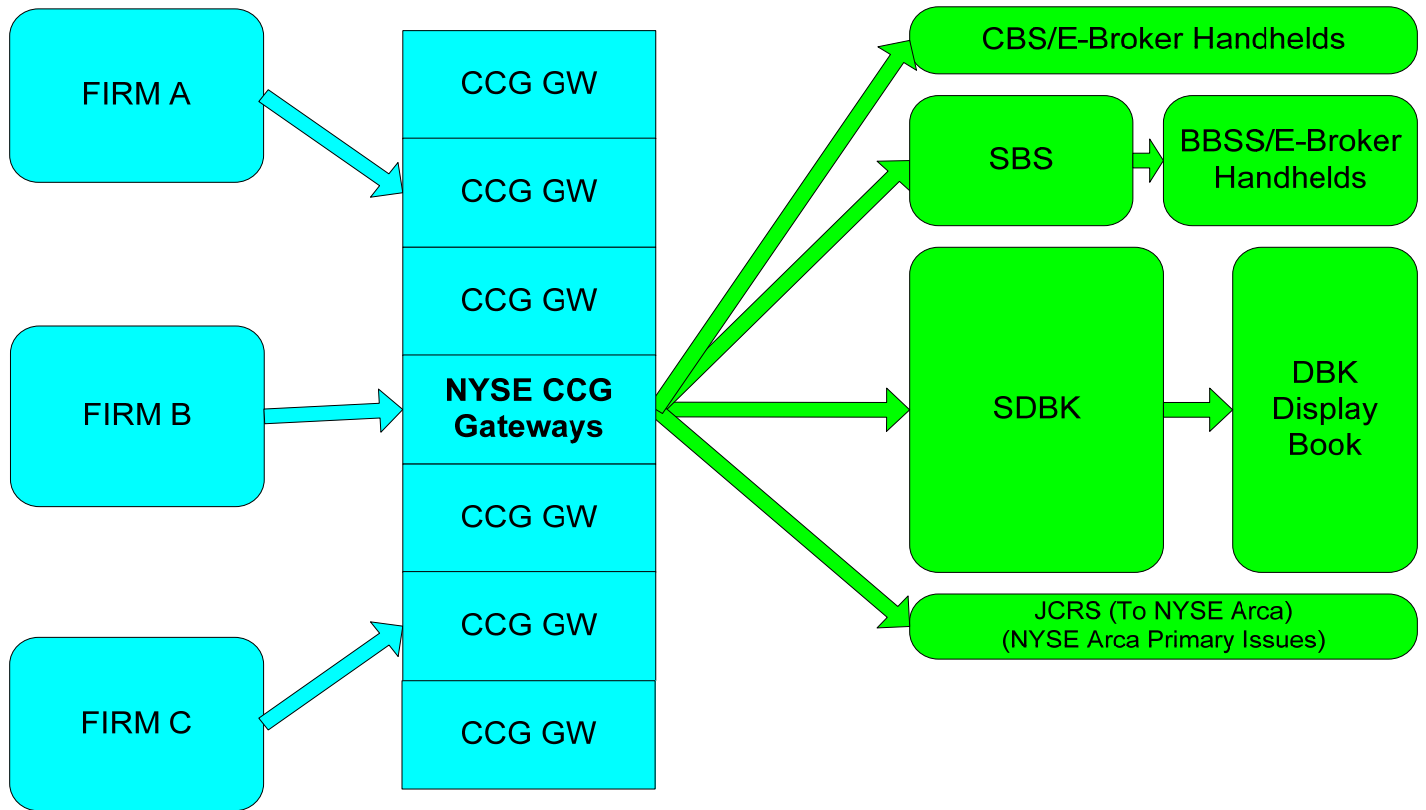 FIRM A
FIRM B
FIRM C
CCG GW
CCG GW
CCG GW
NYSE CCG
Gateways
CCG GW
CCG GW
CCG GW
CBS/E-Broker Handhelds
SBS
BBSS/E-Broker
Handhelds
SDBK
DBK
Display
Book
JCRS (To NYSE Arca)
(NYSE Arca Primary Issues)